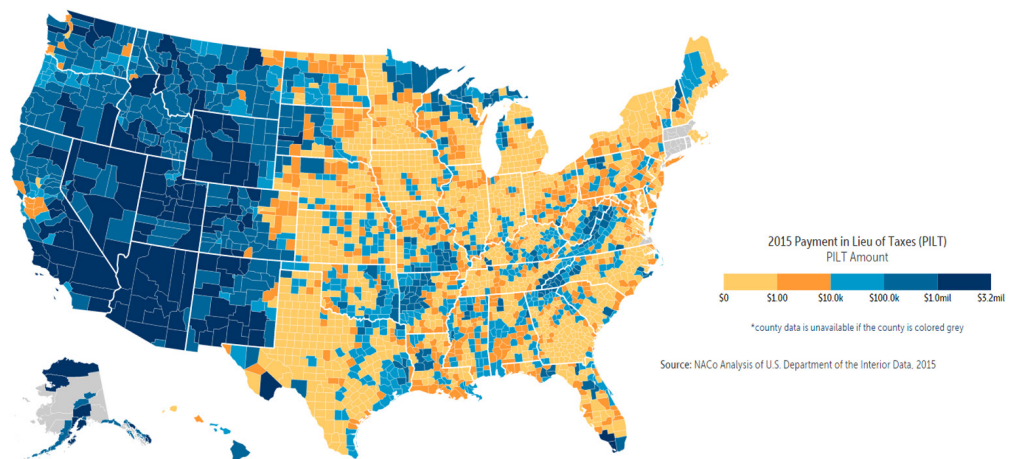 2015 Payment in Lieu of Taxes (PILT)
PILT Amount
$0 $1.00 $10.0k $100.0k $1.0mil $3.2mil
*county data is unavailable if the county is colored grey
Source: NACo Analysis of U.S. Department of the Interior Data, 2015